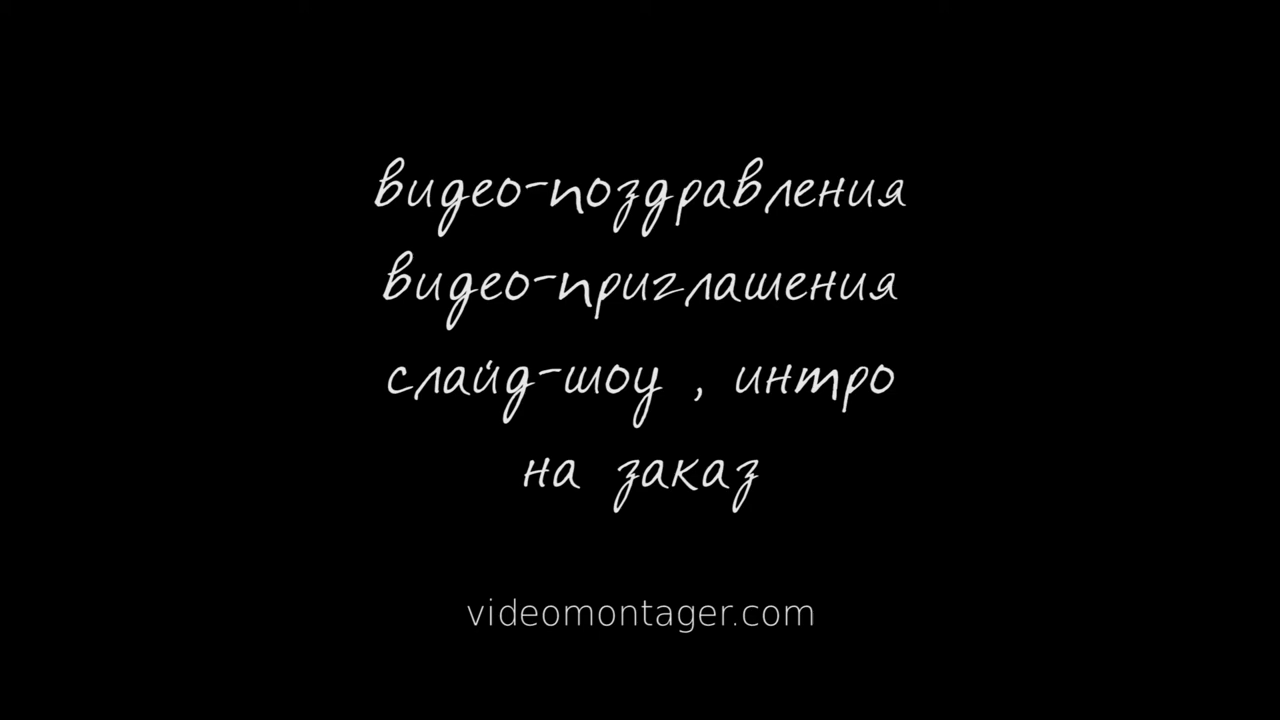 видео-поздравления
видео-приглашения
слайд-шоу , интро
на заказ
videomontager.com